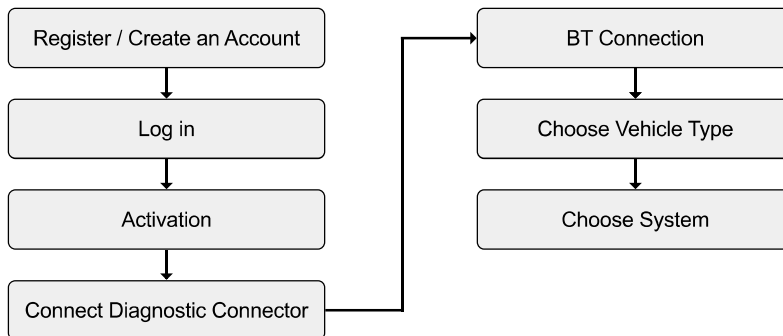 Register / Create an Account
Log in
Activation
Connect Diagnostic Connector
BT Connection
Choose Vehicle Type
Choose System